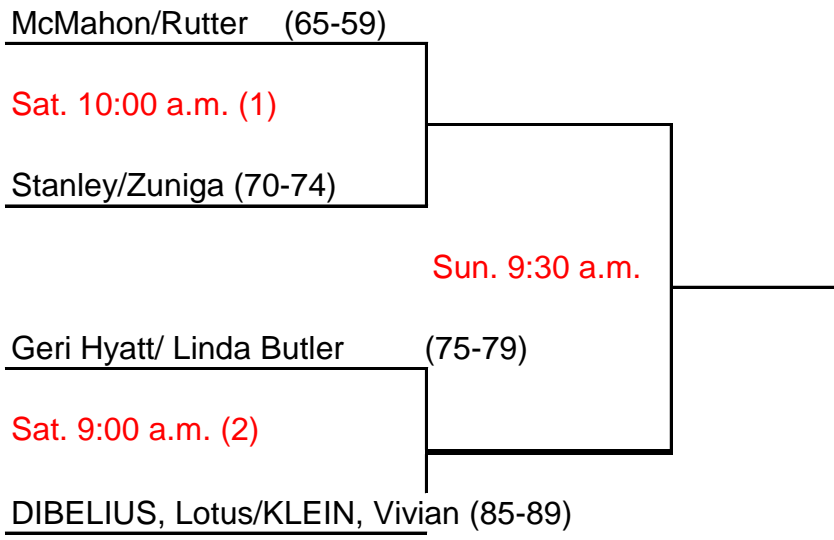 McMahon/Rutter (65-59)
Sat. 10:00 a.m. (1)
Stanley/Zuniga (70-74)
Sun. 9:30 a.m.
Geri Hyatt/ Linda Butler (75-79)
Sat. 9:00 a.m. (2)
DIBELIUS, Lotus/KLEIN, Vivian (85-89)